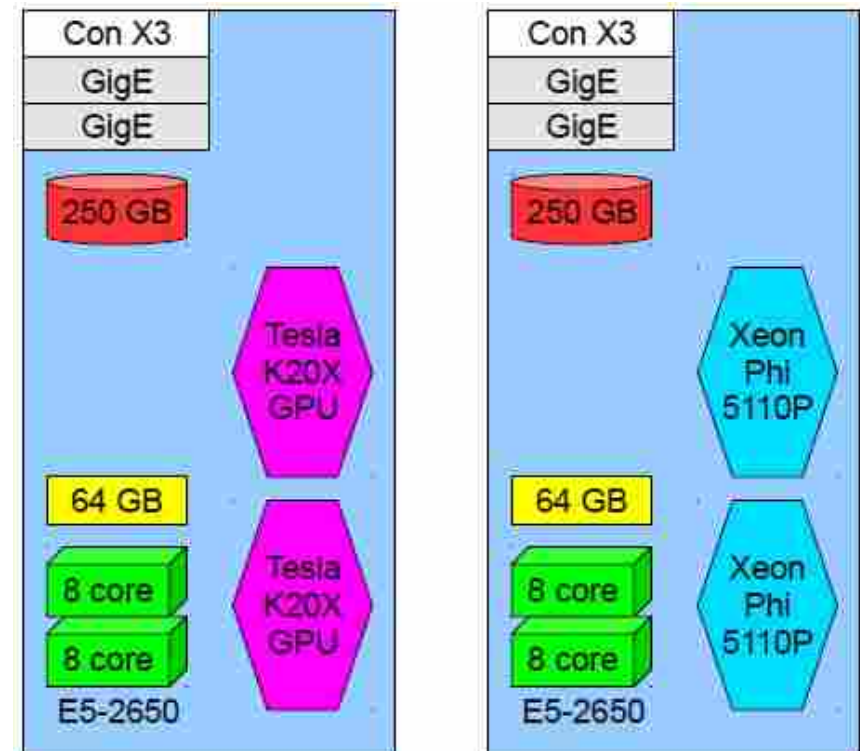 Con X3
GigE
GigE
250 GB
Tesla
K20X
GPU
64 GB
8 core
8 core
E5-2650
Tesla
K20X
GPU
Con X3
GigE
GigE
250 GB
Xeon
Phi
5110P
64 GB
8 core
8 core
E5-2650
Xeon
Phi
5110P